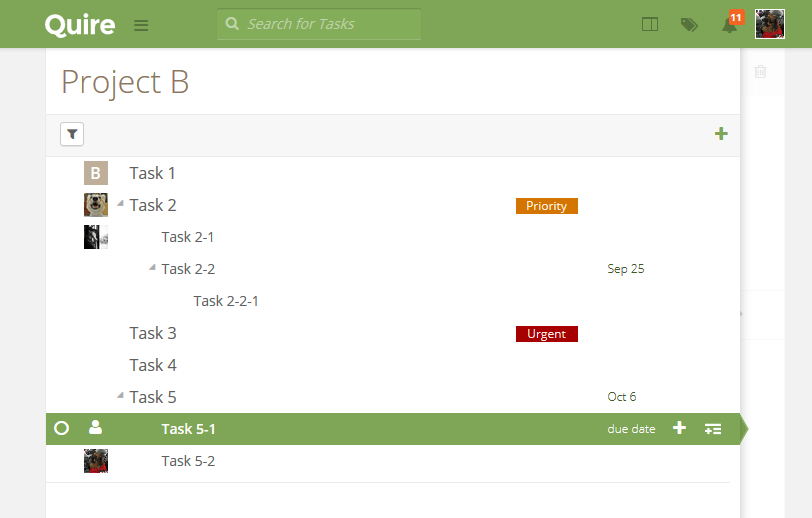 Quire
Search for Tasks
11
Project B
B Task 1
Task 2 Priority
Task 2-1
Task 2-2 Sep 25
Task 2-2-1
Task 3 Urgent
Task 4
Task 5 Oct 6
Task 5-1 due date
Task 5-2